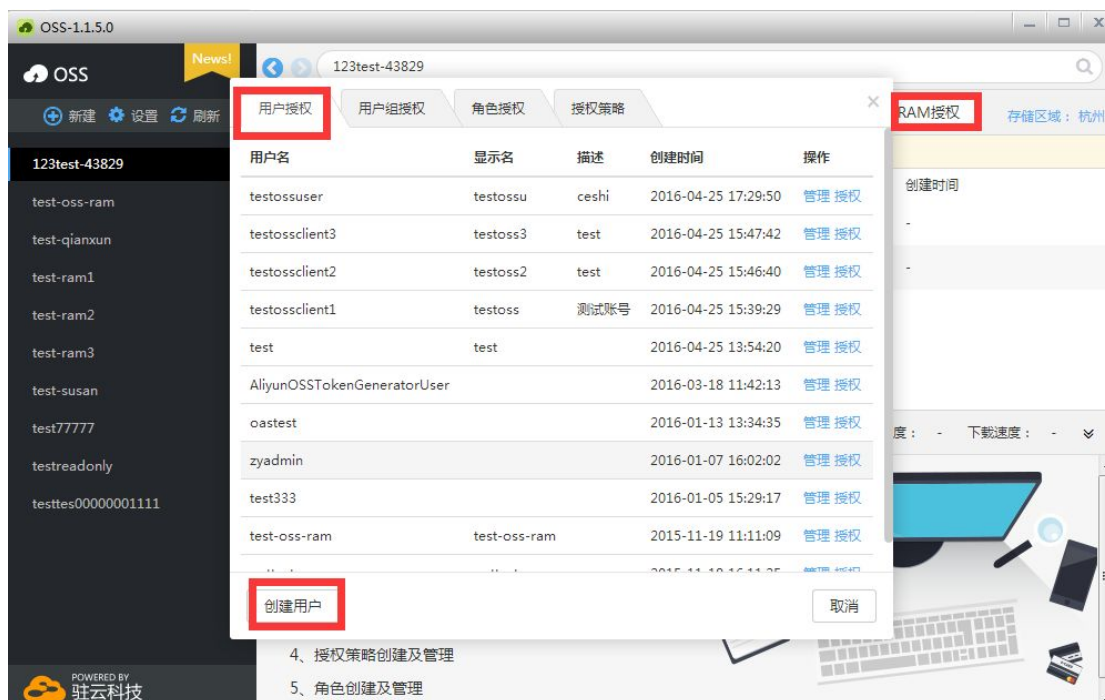 OSS-1.1.5.0
OSS
News!
123test-43829
新建 设置 刷新
用户授权 用户组授权 角色授权 授权策略
RAM授权
存储区域： 杭州
123test-43829
test-oss-ram
test-qianxun
test-ram1
test-ram2
test-ram3
test-susan
test77777
testreadonly
testtes00000001111
用户名 显示名 描述 创建时间 操作
testossuser testossu ceshi 2016-04-25 17:29:50 管理 授权
testossclient3 testoss3 test 2016-04-25 15:47:42 管理 授权
testossclient2 testoss2 test 2016-04-25 15:46:40 管理 授权
testossclient1 testoss 测试账号 2016-04-25 15:39:29 管理 授权
test test 2016-04-25 13:54:20 管理 授权
AliyunOSSTokenGeneratorUser 2016-03-18 11:42:13 管理 授权
oastest 2016-01-13 13:34:35 管理 授权
zyadmin 2016-01-07 16:02:02 管理 授权
test333 2016-01-05 15:29:17 管理 授权
test-oss-ram test-oss-ram 2015-11-19 11:11:09 管理 授权
创建用户 取消
创建时间
-
-
度： - 下载速度： -
4、授权策略创建及管理
5、角色创建及管理
POWERED BY
驻云科技